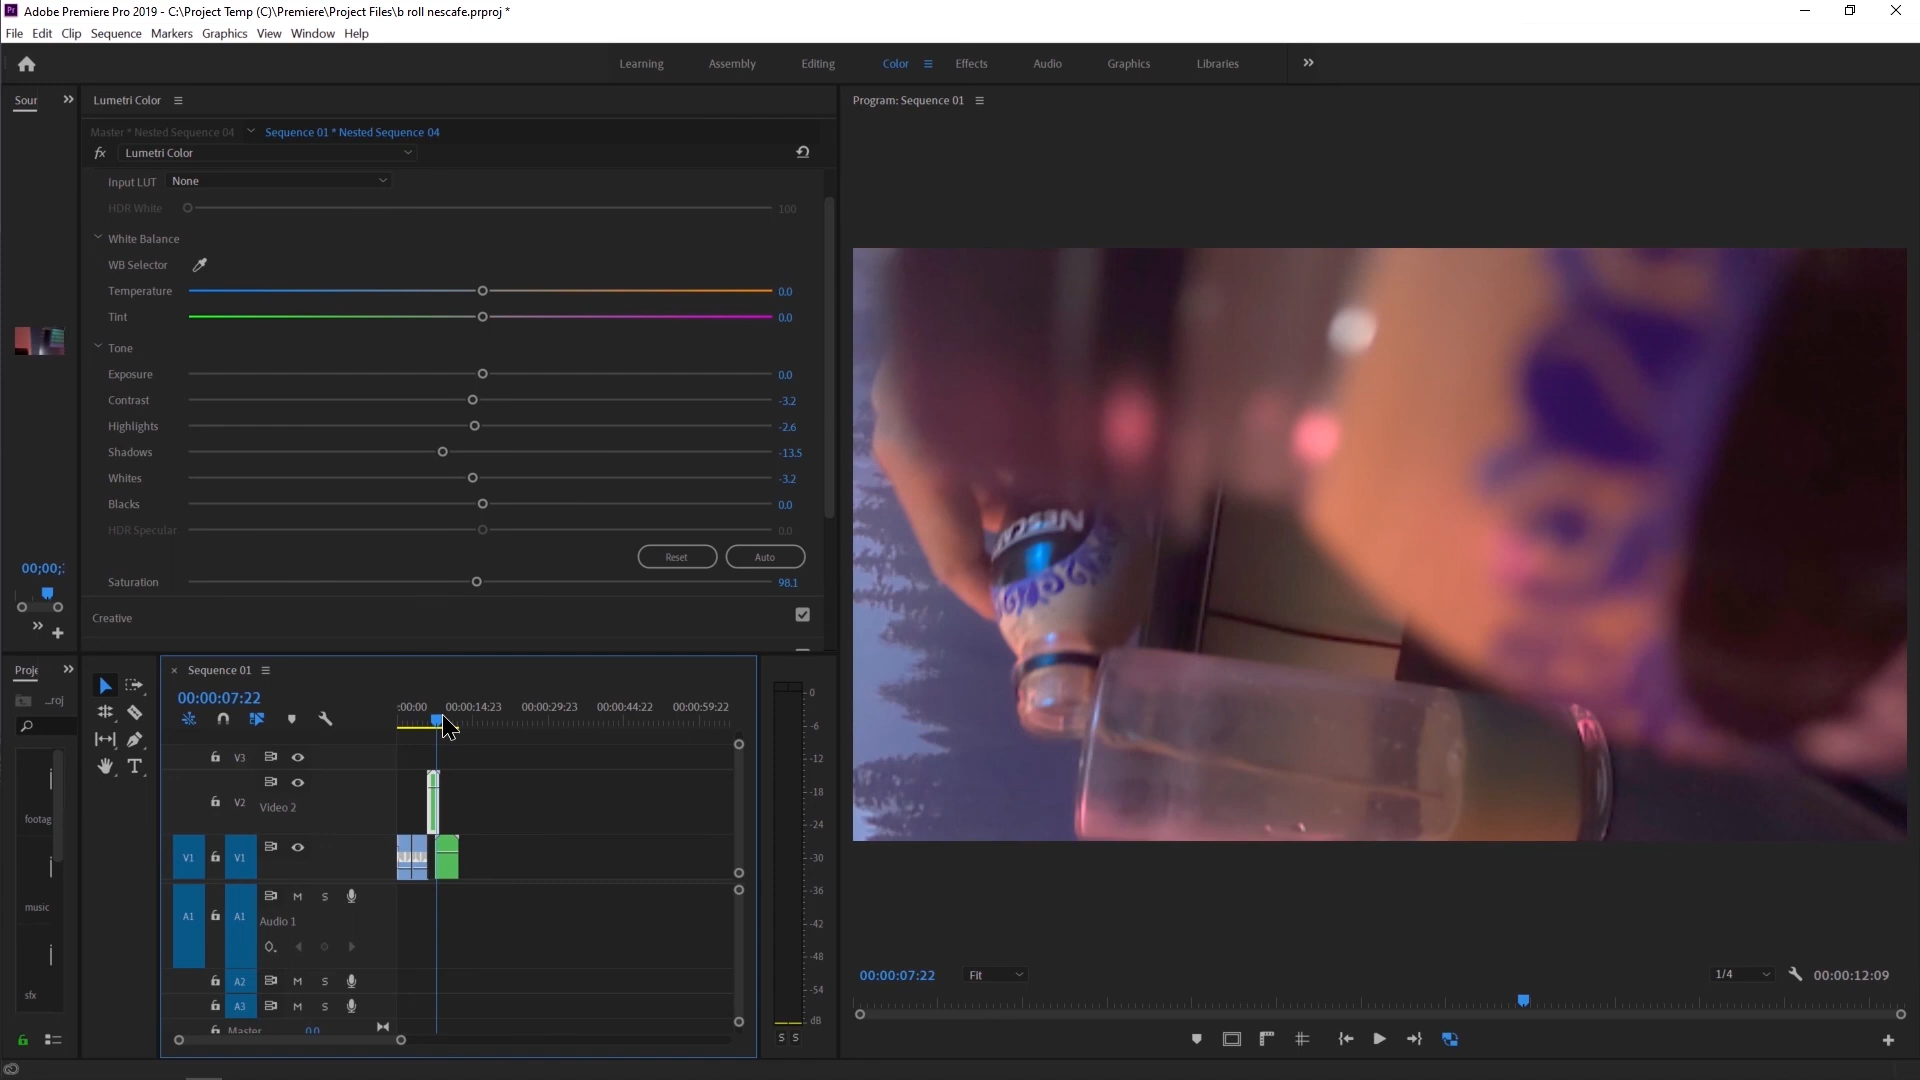 Adobe Premiere Pro 2019 - C:\Project Temp (C)\Premiere\Project Files\b roll nescafe.prproj *
File Edit Clip Sequence Markers Graphics View Window Help
Learning Assembly Editing Color Effects Audio Graphics Libraries
Sour
Lumetri Color
Program: Sequence 01
Master * Nested Sequence 04 Sequence 01 * Nested Sequence 04
fx Lumetri Color
Input LUT None
HDR White 100
White Balance
WB Selector
Temperature 0.0
Tint 0.0
Tone
Exposure 0.0
Contrast -3.2
Highlights -2.6
Shadows -13.5
Whites -3.2
Blacks 0.0
HDR Specular 0.0
Reset Auto
Saturation 98.1
Creative
NESCA
00;00;:
Proje
Sequence 01
00:00:07:22
..roj
:00:00 00:00:14:23 00:00:29:23 00:00:44:22 00:00:59:22
V3
V2 Video 2
V1 V1
A1 A1 M S
Audio 1
A2 M S
A3 M S
Master 0.0
footag
music
sfx
0
-6
-12
-18
-24
-30
-36
-42
-48
-54
dB
S S
00:00:07:22 Fit 1/4 00:00:12:09